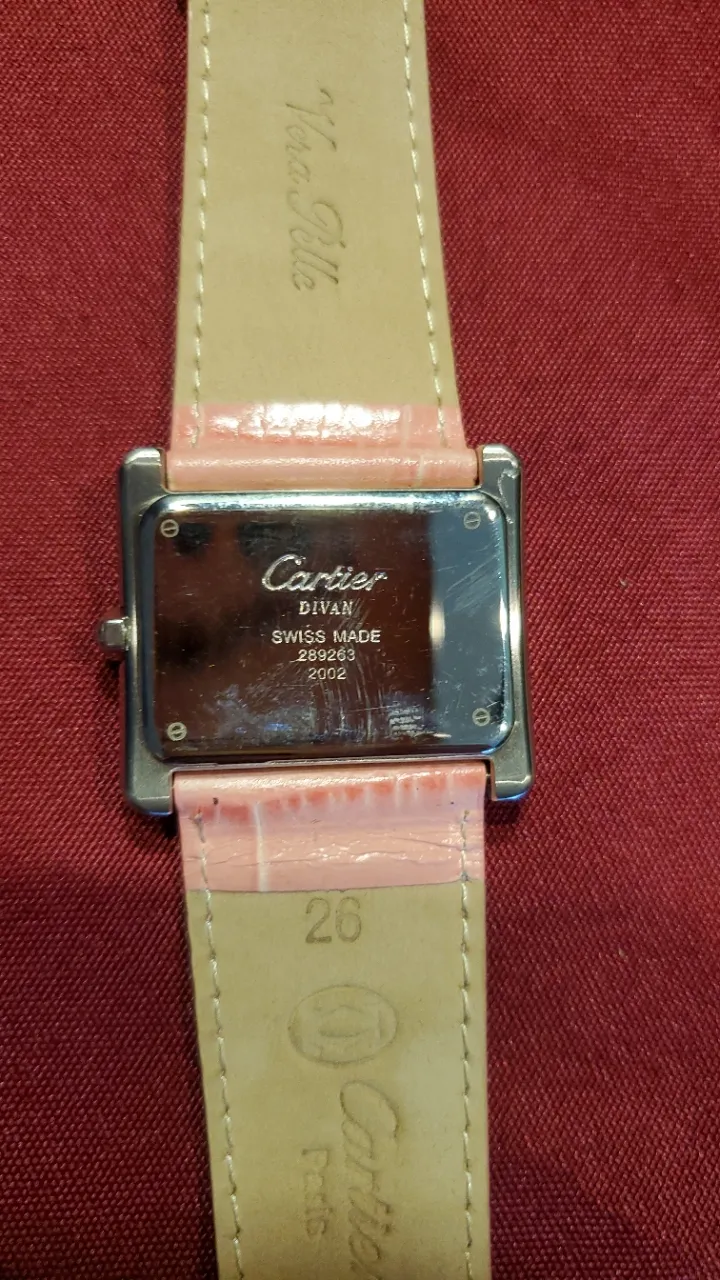 Vera Pelle
Cartier
DIVAN
SWISS MADE
289263
2002
26
Cartier
Paris